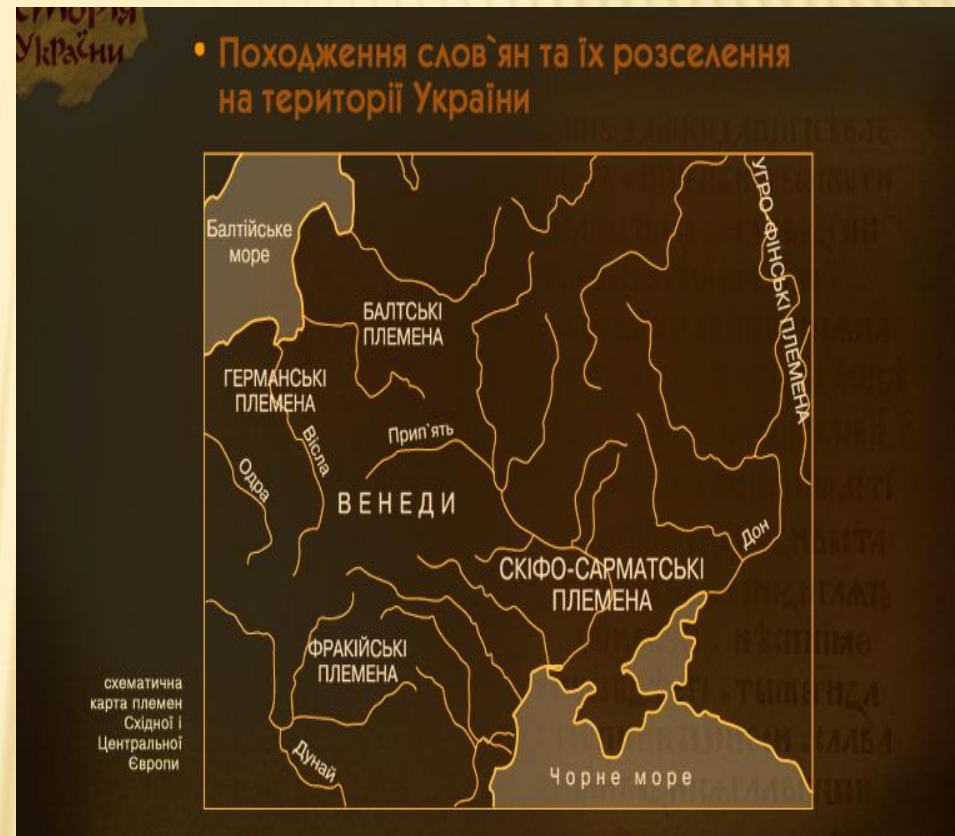 Історія
України
• Походження слов`ян та їх розселення
на території України
Балтійське
море
БАЛТСЬКІ
ПЛЕМЕНА
УГРО-ФІНСЬКІ ПЛЕМЕНА
ГЕРМАНСЬКІ
ПЛЕМЕНА
Вісла
Прип`ять
Одра
ВЕНЕДИ
Дон
СКІФО-САРМАТСЬКІ
ПЛЕМЕНА
ФРАКІЙСЬКІ
ПЛЕМЕНА
схематична
карта племен
Східної і
Центральної
Європи
Дунай
Чорне море